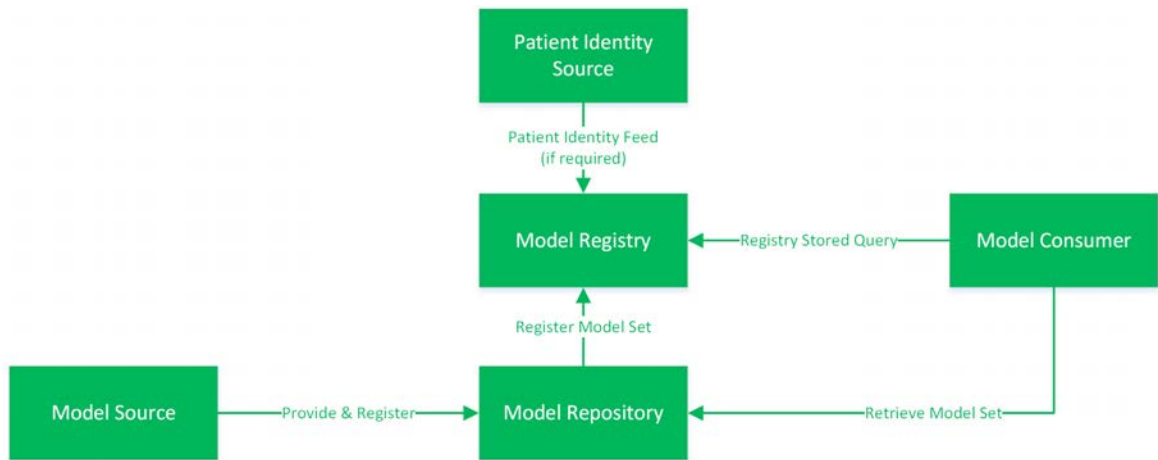 Patient Identity
Source
Patient Identity Feed
(if required)
Model Registry
Registry Stored Query
Model Consumer
Register Model Set
Model Source
Provide & Register
Model Repository
Retrieve Model Set